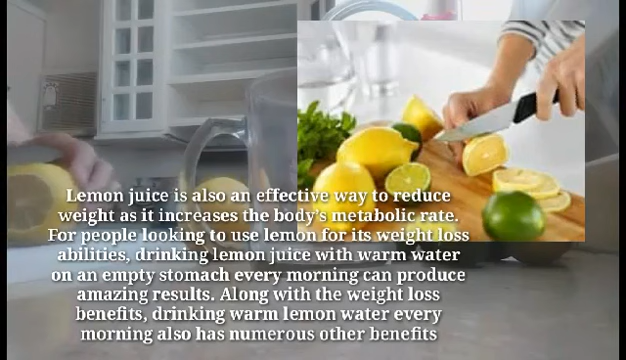 Lemon juice is also an effective way to reduce
weight as it increases the body's metabolic rate.
For people looking to use lemon for its weight loss
abilities, drinking lemon juice with warm water
on an empty stomach every morning can produce
amazing results. Along with the weight loss
benefits, drinking warm lemon water every
morning also has numerous other benefits